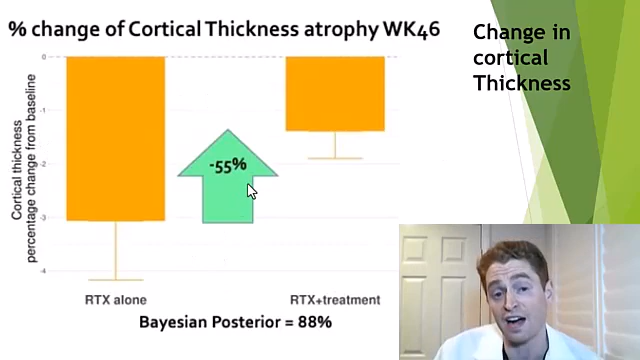 % change of Cortical Thickness atrophy WK46
Change in
cortical
Thickness
Cortical thickness
percentage change from baseline
0
-1
-2
-3
-4
-55%
RTX alone
RTX+treatment
Bayesian Posterior = 88%